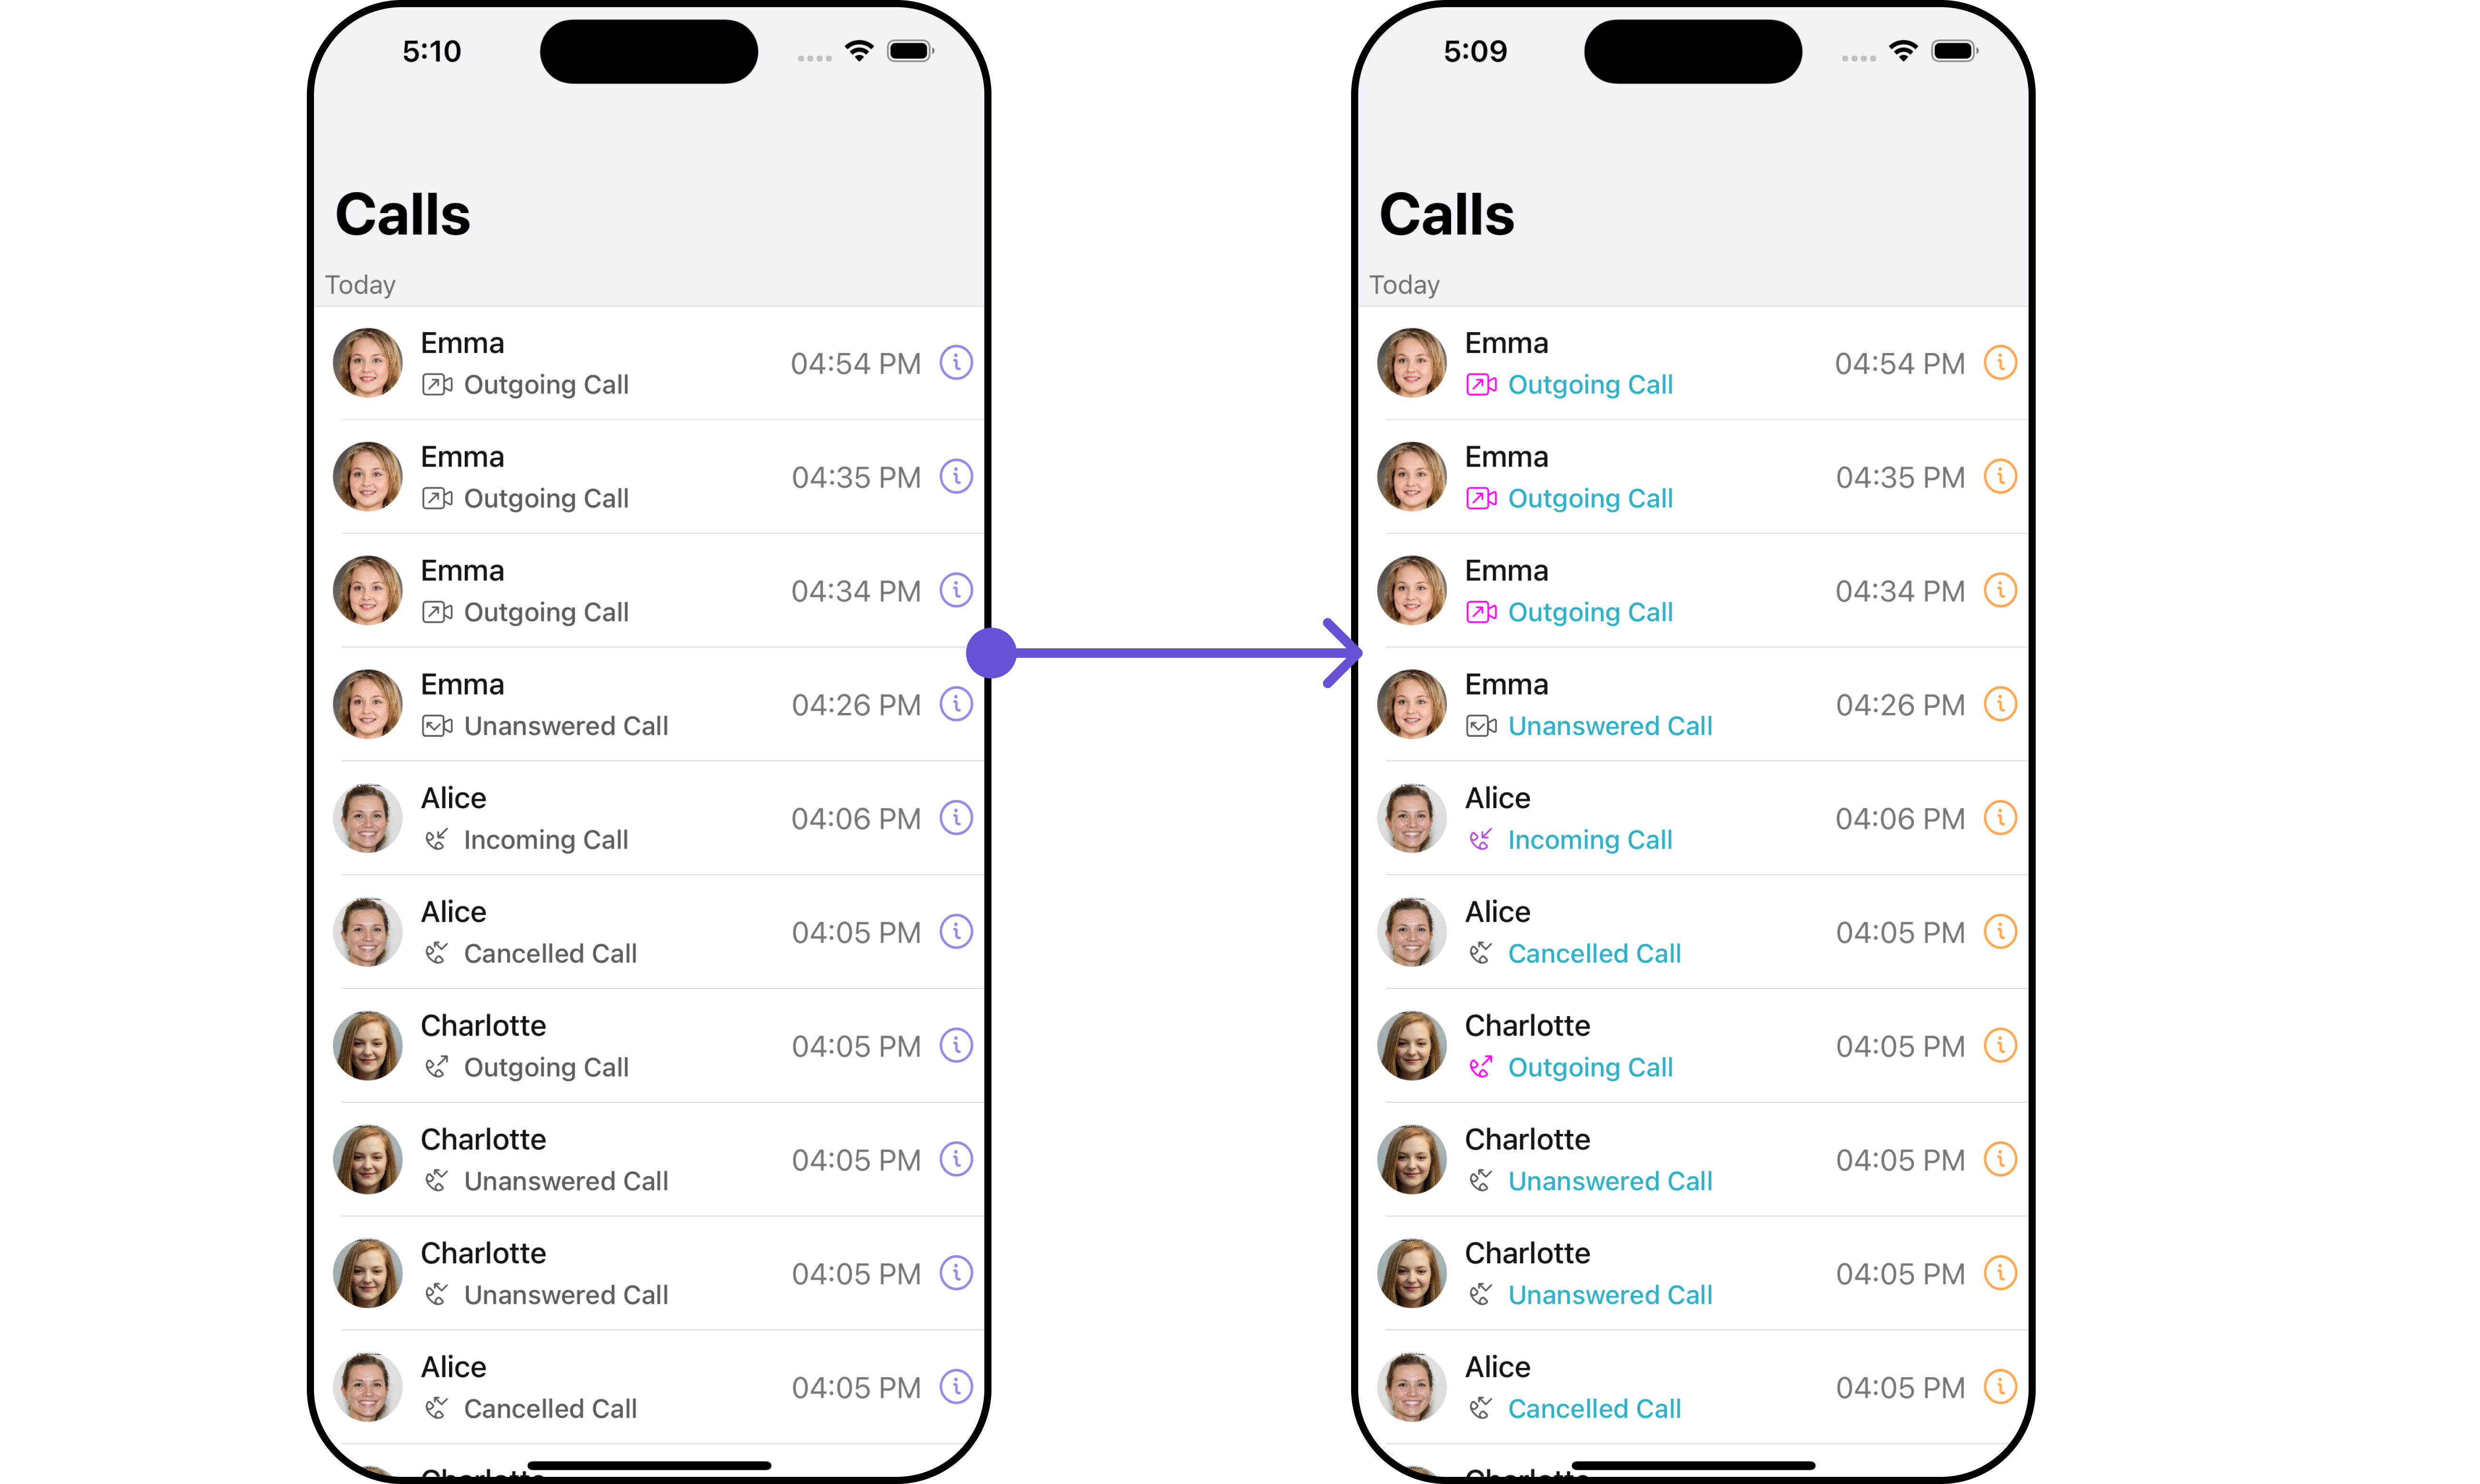 5:10
Calls
Today
Emma
Outgoing Call
04:54 PM
Emma
Outgoing Call
04:35 PM
Emma
Outgoing Call
04:34 PM
Emma
Unanswered Call
04:26 PM
Alice
Incoming Call
04:06 PM
Alice
Cancelled Call
04:05 PM
Charlotte
Outgoing Call
04:05 PM
Charlotte
Unanswered Call
04:05 PM
Charlotte
Unanswered Call
04:05 PM
Alice
Cancelled Call
04:05 PM
Charlotte
5:09
Calls
Today
Emma
Outgoing Call
04:54 PM
Emma
Outgoing Call
04:35 PM
Emma
Outgoing Call
04:34 PM
Emma
Unanswered Call
04:26 PM
Alice
Incoming Call
04:06 PM
Alice
Cancelled Call
04:05 PM
Charlotte
Outgoing Call
04:05 PM
Charlotte
Unanswered Call
04:05 PM
Charlotte
Unanswered Call
04:05 PM
Alice
Cancelled Call
04:05 PM
Charlotte